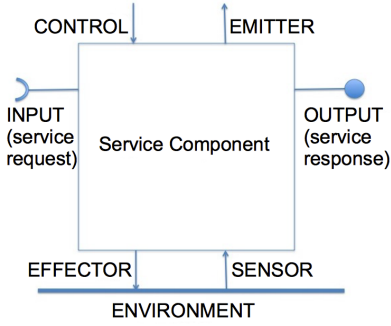 CONTROL
EMITTER
INPUT
(service
request)
Service Component
OUTPUT
(service
response)
EFFECTOR
SENSOR
ENVIRONMENT